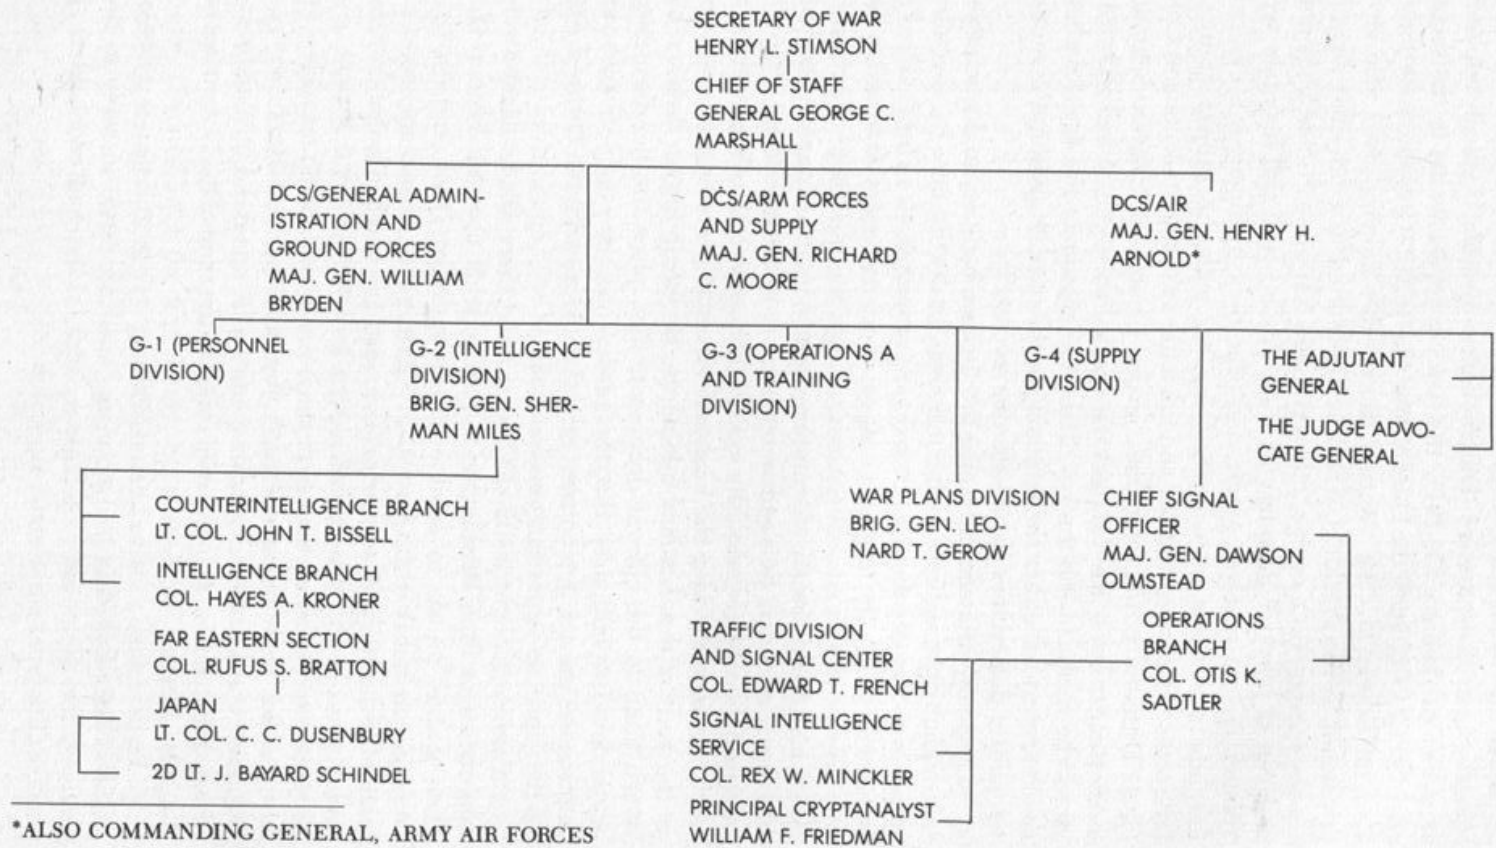 SECRETARY OF WAR
HENRY L. STIMSON
CHIEF OF STAFF
GENERAL GEORGE C.
MARSHALL
DCS/GENERAL ADMIN-
ISTRATION AND
GROUND FORCES
MAJ. GEN. WILLIAM
BRYDEN
DCS/ARM FORCES
AND SUPPLY
MAJ. GEN. RICHARD
C. MOORE
DCS/AIR
MAJ. GEN. HENRY H.
ARNOLD*
G-1 (PERSONNEL
DIVISION)
G-2 (INTELLIGENCE
DIVISION)
BRIG. GEN. SHER-
MAN MILES
G-3 (OPERATIONS A
AND TRAINING
DIVISION)
G-4 (SUPPLY
DIVISION)
THE ADJUTANT
GENERAL
THE JUDGE ADVO-
CATE GENERAL
COUNTERINTELLIGENCE BRANCH
LT. COL. JOHN T. BISSELL
INTELLIGENCE BRANCH
COL. HAYES A. KRONER
FAR EASTERN SECTION
COL. RUFUS S. BRATTON
JAPAN
LT. COL. C. C. DUSENBURY
2D LT. J. BAYARD SCHINDEL
WAR PLANS DIVISION
BRIG. GEN. LEO-
NARD T. GEROW
CHIEF SIGNAL
OFFICER
MAJ. GEN. DAWSON
OLMSTEAD
OPERATIONS
BRANCH
COL. OTIS K.
SADTLER
TRAFFIC DIVISION
AND SIGNAL CENTER
COL. EDWARD T. FRENCH
SIGNAL INTELLIGENCE
SERVICE
COL. REX W. MINCKLER
PRINCIPAL CRYPTANALYST
WILLIAM F. FRIEDMAN
*ALSO COMMANDING GENERAL, ARMY AIR FORCES